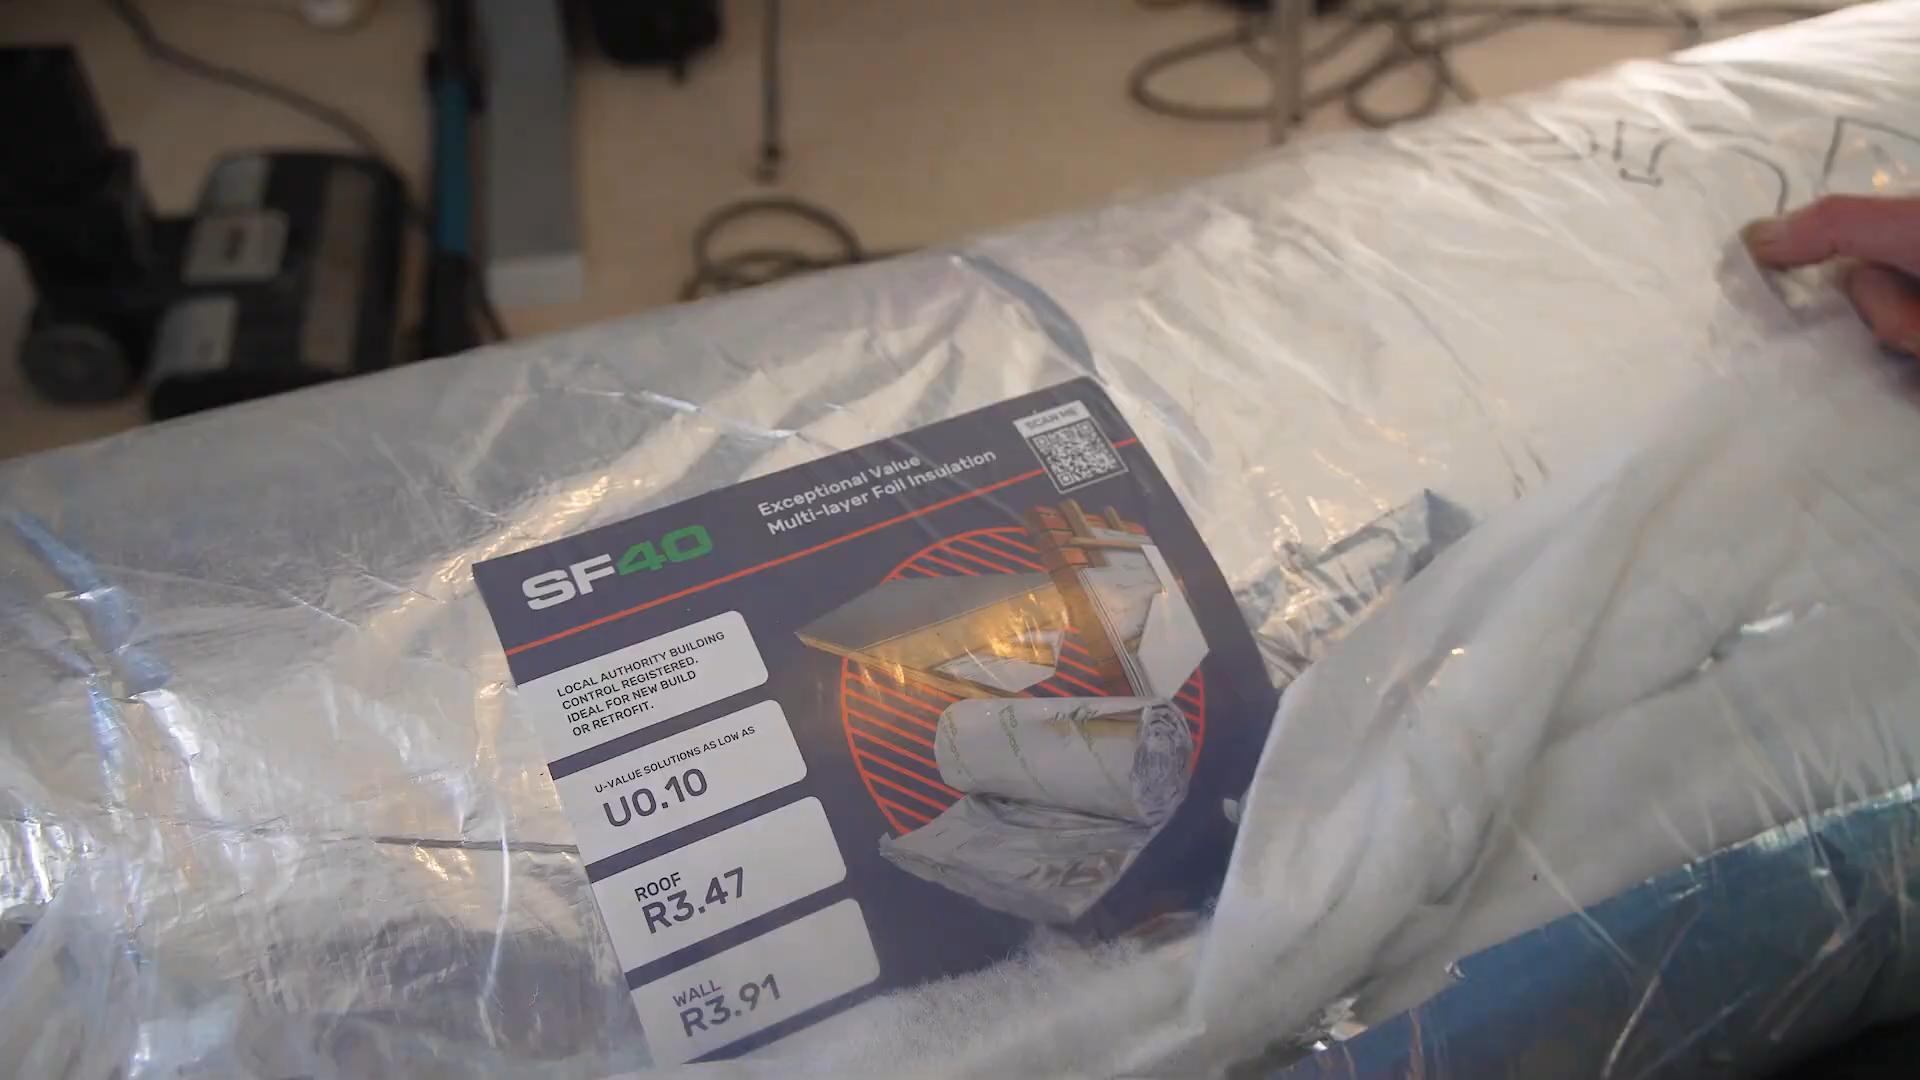 SCAN ME
Exceptional Value
Multi-layer Foil Insulation
SF40
LOCAL AUTHORITY BUILDING
CONTROL REGISTERED.
IDEAL FOR NEW BUILD
OR RETROFIT.
U-VALUE SOLUTIONS AS LOW AS
U0.10
ROOF
R3.47
WALL
R3.91